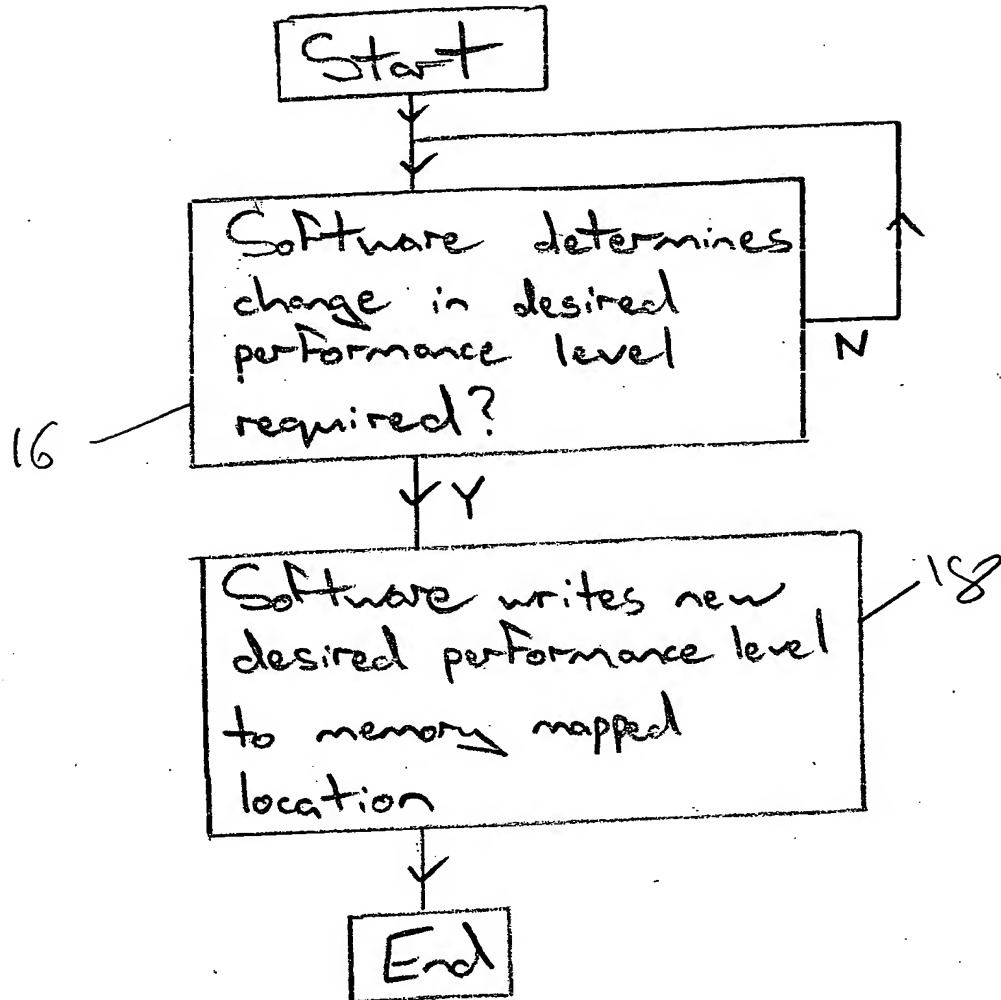 Start
Software determines
change in desired
performance level
required?
N
16
Y
Software writes new
desired performance level
to memory mapped
location
18
End